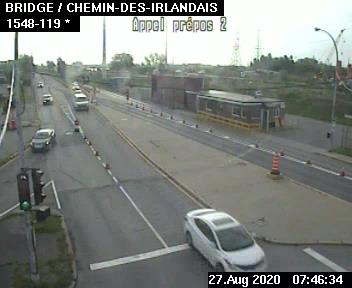 BRIDGE / CHEMIN-DES-IRLANDAIS
1548-119 *
Appel prépos 2
27.Aug 2020 07:46:34